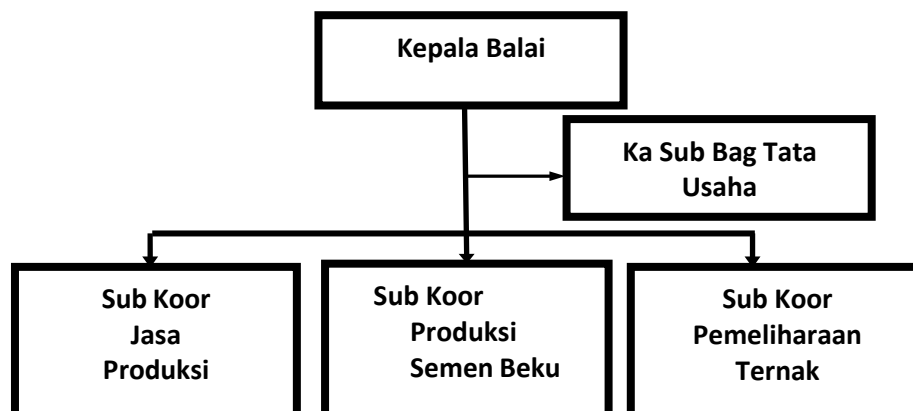 Kepala Balai
Ka Sub Bag Tata
Usaha
Sub Koor
Jasa
Produksi
Sub Koor
Produksi
Semen Beku
Sub Koor
Pemeliharaan
Ternak